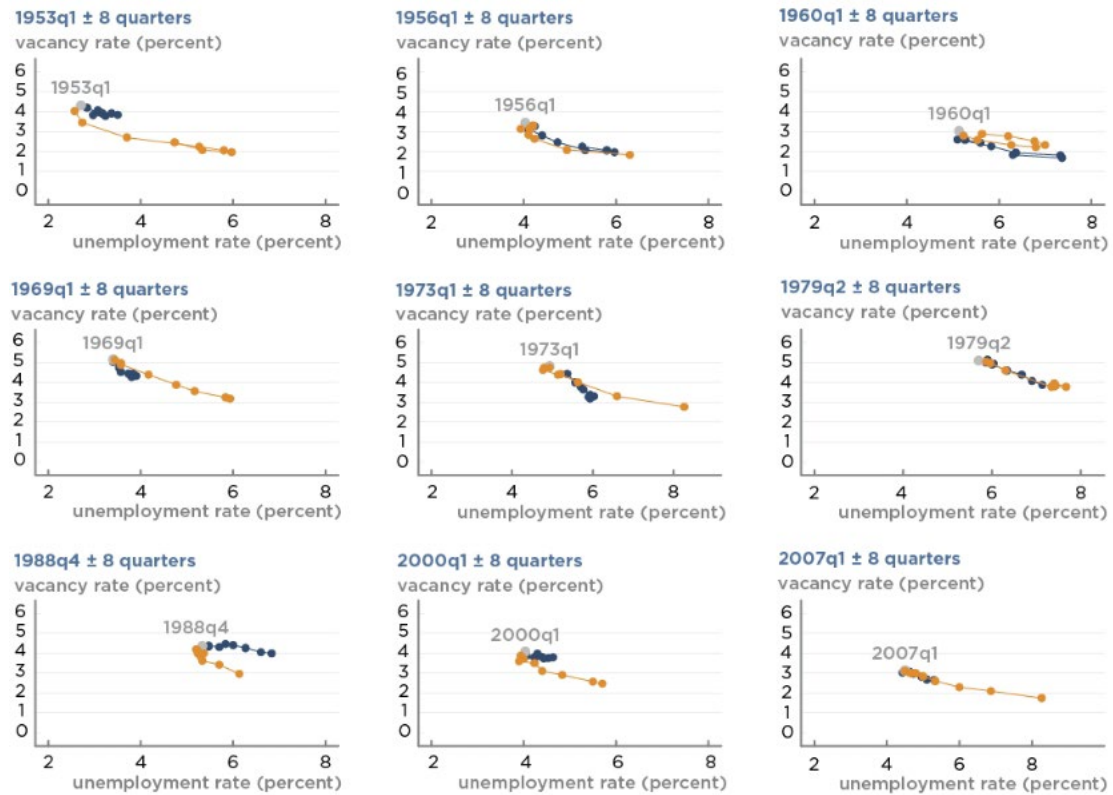 1953q1 ± 8 quarters
vacancy rate (percent)
6
5
4
3
2
1
0
1953q1
2 4 6 8
unemployment rate (percent)
1956q1 ± 8 quarters
vacancy rate (percent)
6
5
4
3
2
1
0
1956q1
2 4 6 8
unemployment rate (percent)
1960q1 ± 8 quarters
vacancy rate (percent)
6
5
4
3
2
1
0
1960q1
2 4 6 8
unemployment rate (percent)
1969q1 ± 8 quarters
vacancy rate (percent)
6
5
4
3
2
1
0
1969q1
2 4 6 8
unemployment rate (percent)
1973q1 ± 8 quarters
vacancy rate (percent)
6
5
4
3
2
1
0
1973q1
2 4 6 8
unemployment rate (percent)
1979q2 ± 8 quarters
vacancy rate (percent)
6
5
4
3
2
1
0
1979q2
2 4 6 8
unemployment rate (percent)
1988q4 ± 8 quarters
vacancy rate (percent)
6
5
4
3
2
1
0
1988q4
2 4 6 8
unemployment rate (percent)
2000q1 ± 8 quarters
vacancy rate (percent)
6
5
4
3
2
1
0
2000q1
2 4 6 8
unemployment rate (percent)
2007q1 ± 8 quarters
vacancy rate (percent)
6
5
4
3
2
1
0
2007q1
2 4 6 8
unemployment rate (percent)